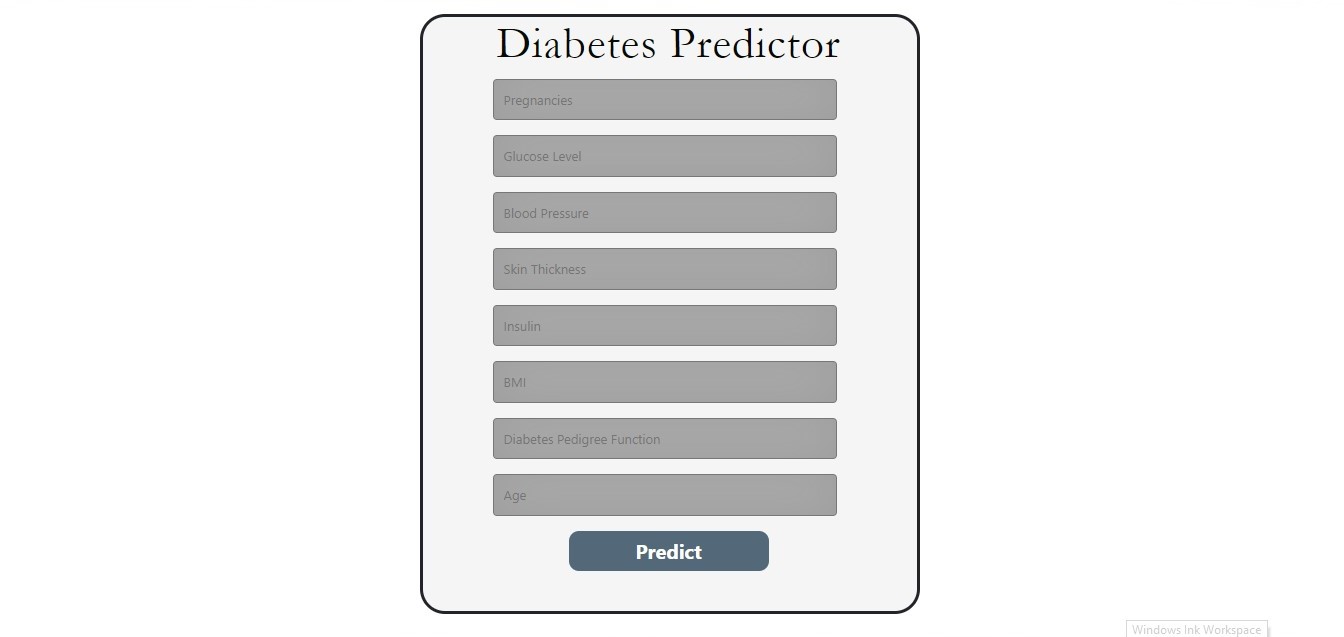 Diabetes Predictor
Pregnancies
Glucose Level
Blood Pressure
Skin Thickness
Insulin
BMI
Diabetes Pedigree Function
Age
Predict
Windows Ink Workspace